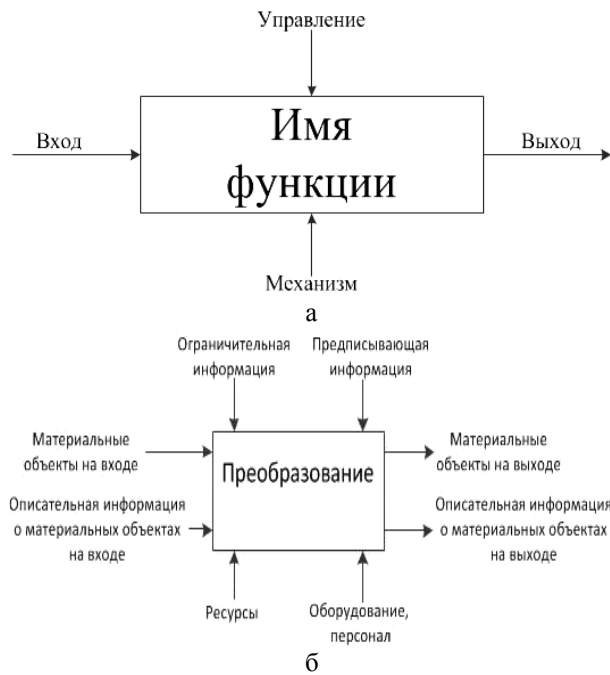 Управление
Вход
Имя
функции
Выход
Механизм
а
Ограничительная
информация
Предписывающая
информация
Материальные
объекты на входе
Преобразование
Материальные
объекты на выходе
Описательная информация
о материальных объектах
на входе
Описательная информация
о материальных объектах
на выходе
Ресурсы
Оборудование,
персонал
б